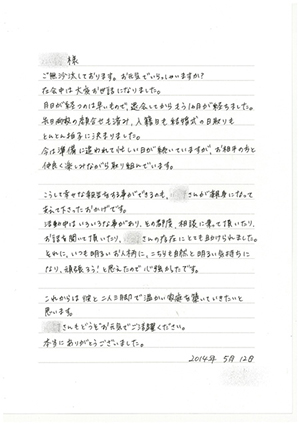 様
ご無沙汰しております。お元気でいらっしゃいますか?
在会中は大変お世話になりました。
月日が経つのは早いもので、退会してからもう1ヵ月が経ちました。
先日両家の顔合せも済み、入籍日も結婚式の日取りも
とんとん拍子に決まりました。
今は準備に追われて忙しい日が続いていますが、お相手の方と
仲良く楽しみながら取り組んでいます。
こうして幸せな報告をする事ができるのも、さんが親身になって
支えて下さったおかげです。
活動中はいろいろな事があり、その都度、相談に乗って頂いたり、
お話を聞いて頂いたり、さんの存在にとても助けられました。
それに、いつも明るいお人柄に、こちらも自然と明るい気持ちに
なり、頑張ろう!と思えたので心強かったです。
これからは彼と二人三脚で温かい家庭を築いていきたいと
思います。
さんもどうぞお元気でご活躍ください。
本当にありがとうございました。
2014年 5月 12日